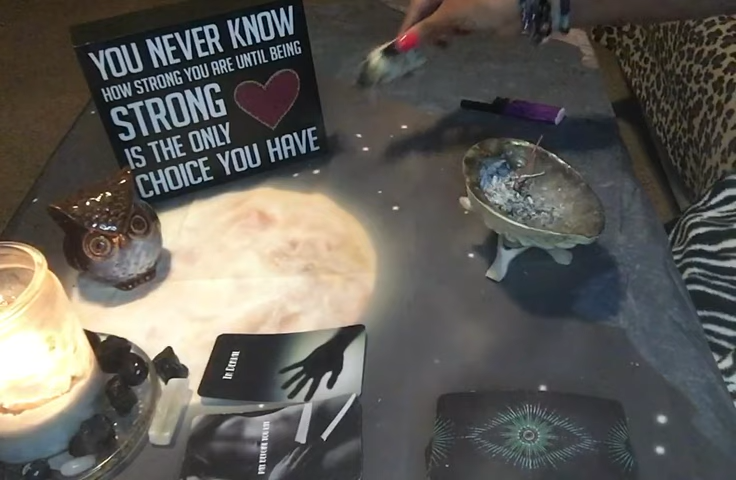 YOU NEVER KNOW
HOW STRONG YOU ARE UNTIL BEING
STRONG
IS THE ONLY
CHOICE YOU HAVE